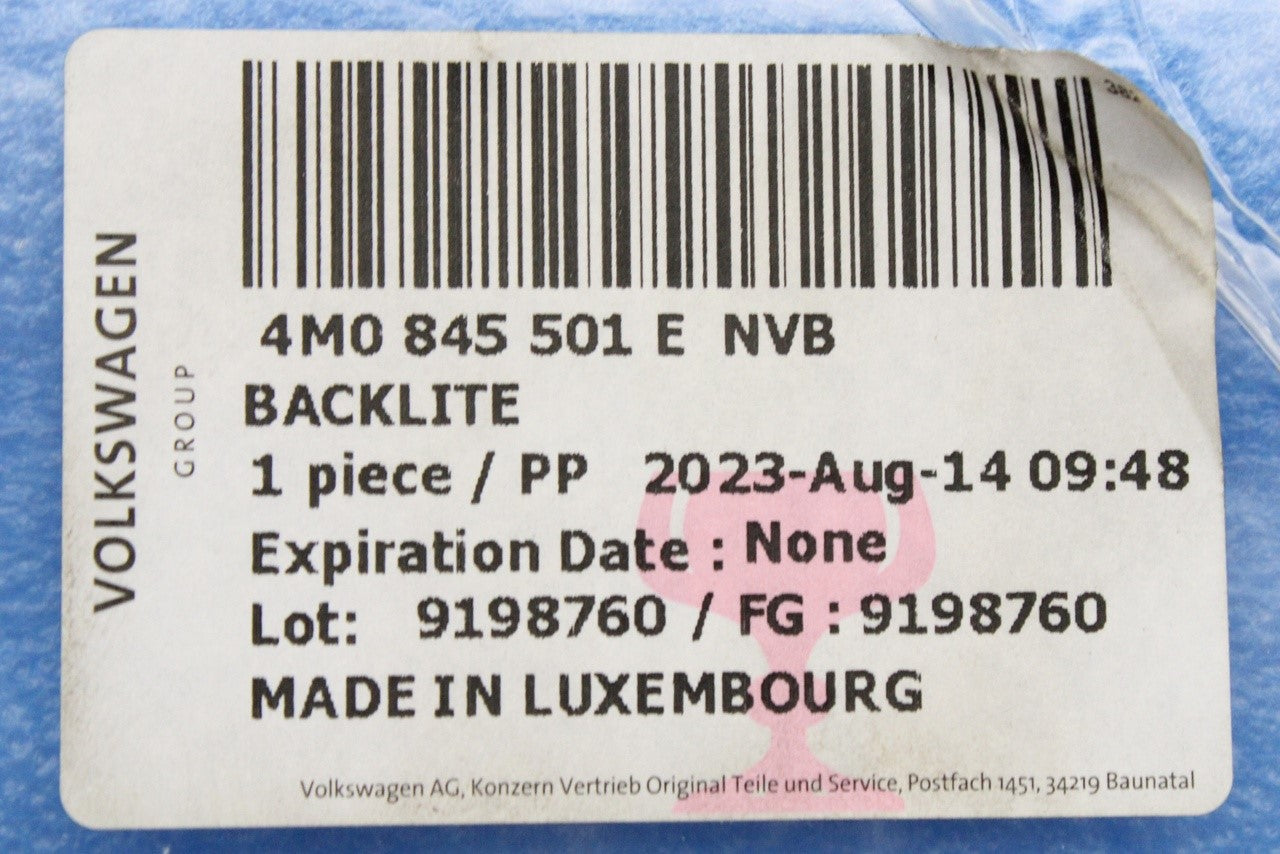 VOLKSWAGEN
GROUP
4M0 845 501 E NVB
BACKLITE
1 piece / PP 2023-Aug-14 09:48
Expiration Date : None
Lot: 9198760 / FG : 9198760
MADE IN LUXEMBOURG
Volkswagen AG, Konzern Vertrieb Original Teile und Service, Postfach 1451, 34219 Baunatal